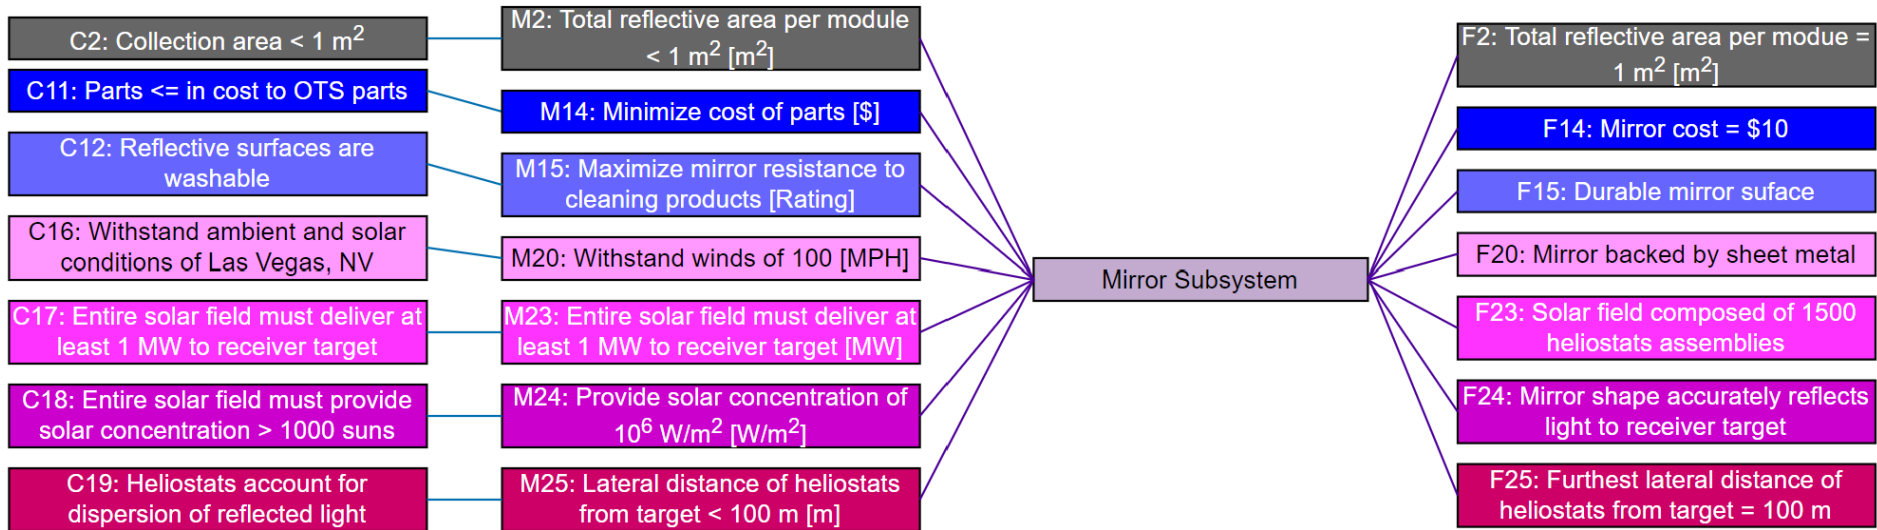 C2: Collection area < 1 m²
C11: Parts <= in cost to OTS parts
C12: Reflective surfaces are
washable
C16: Withstand ambient and solar
conditions of Las Vegas, NV
C17: Entire solar field must deliver at
least 1 MW to receiver target
C18: Entire solar field must provide
solar concentration > 1000 suns
C19: Heliostats account for
dispersion of reflected light
M2: Total reflective area per module
< 1 m² [m²]
M14: Minimize cost of parts [$]
M15: Maximize mirror resistance to
cleaning products [Rating]
M20: Withstand winds of 100 [MPH]
M23: Entire solar field must deliver at
least 1 MW to receiver target [MW]
M24: Provide solar concentration of
10⁶ W/m² [W/m²]
M25: Lateral distance of heliostats
from target < 100 m [m]
Mirror Subsystem
F2: Total reflective area per modue =
1 m² [m²]
F14: Mirror cost = $10
F15: Durable mirror suface
F20: Mirror backed by sheet metal
F23: Solar field composed of 1500
heliostats assemblies
F24: Mirror shape accurately reflects
light to receiver target
F25: Furthest lateral distance of
heliostats from target = 100 m